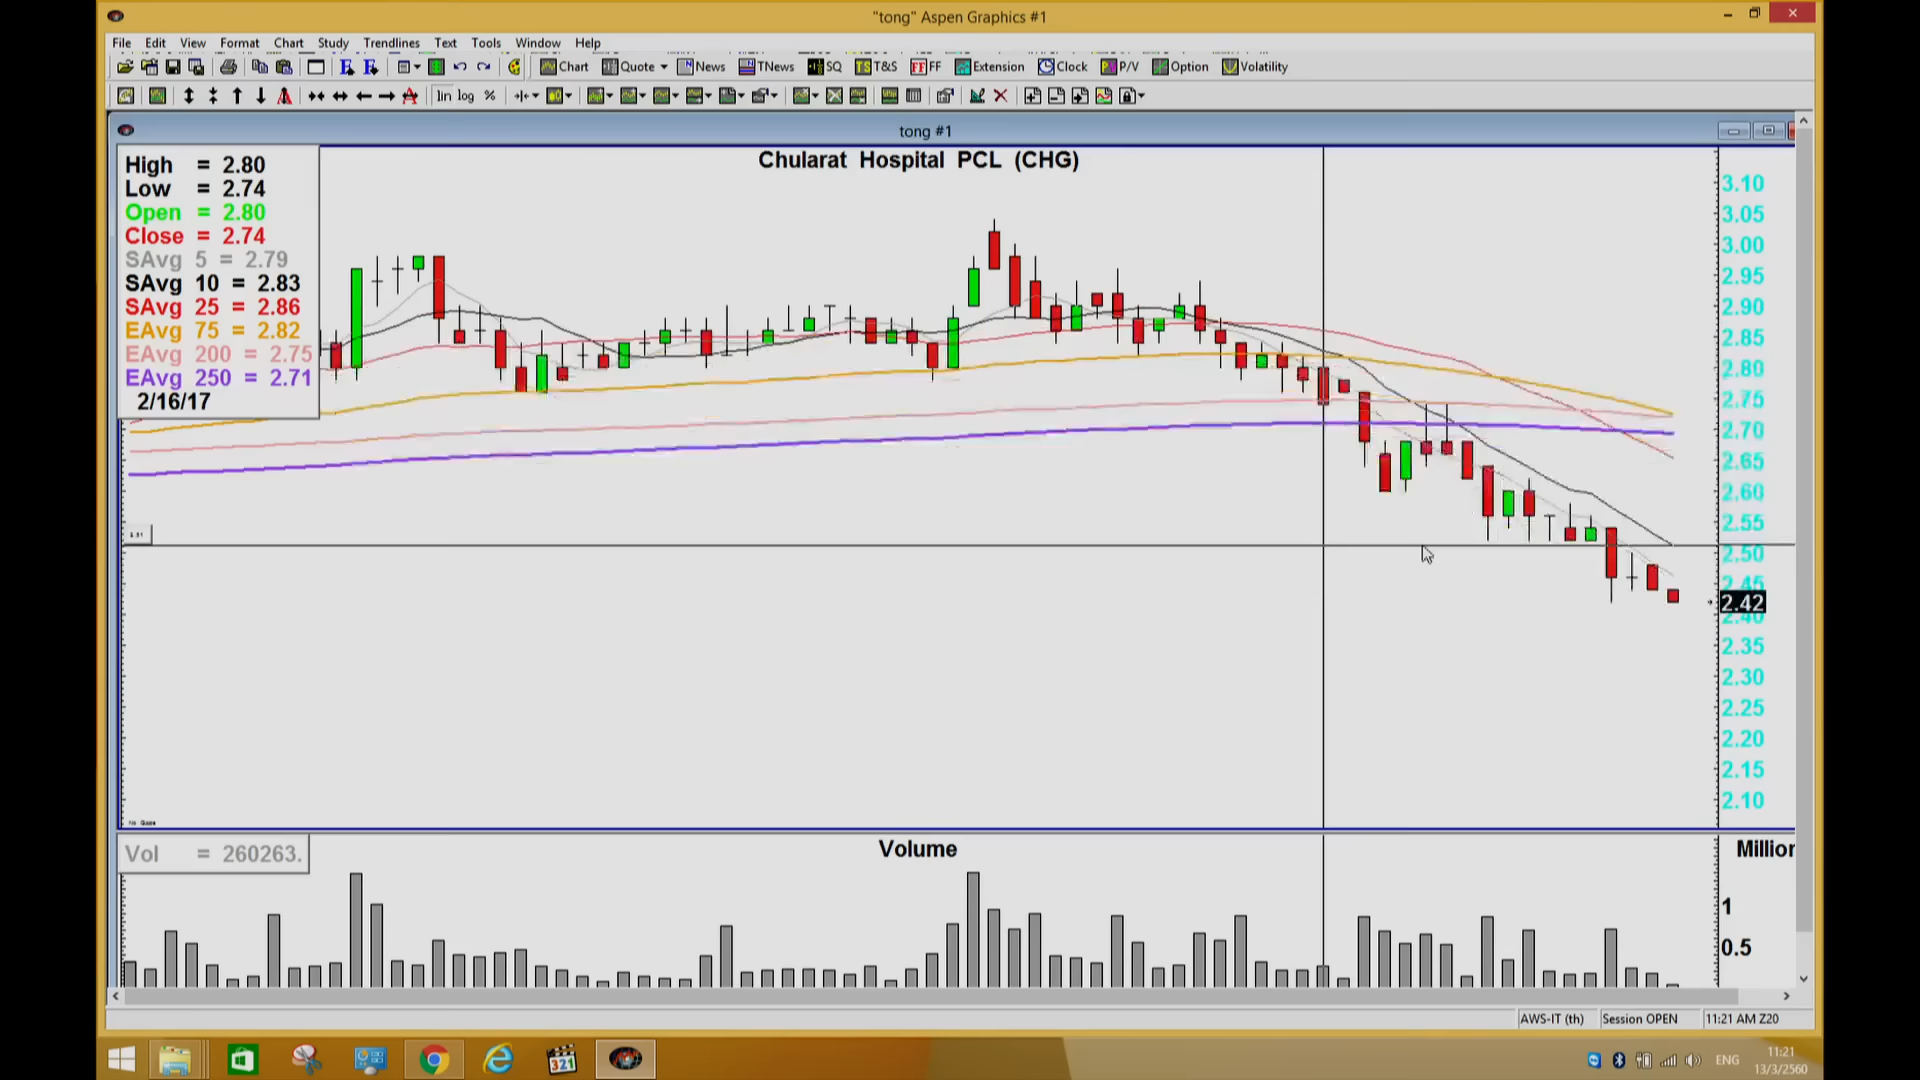 "tong" Aspen Graphics #1
File Edit View Format Chart Study Trendlines Text Tools Window Help
Chart Quote News TNews SQ T&S FF Extension Clock P/V Option Volatility
lin log %
tong #1
Chularat Hospital PCL (CHG)
High = 2.80
Low = 2.74
Open = 2.80
Close = 2.74
SAvg 5 = 2.79
SAvg 10 = 2.83
SAvg 25 = 2.86
EAvg 75 = 2.82
EAvg 200 = 2.75
EAvg 250 = 2.71
2/16/17
3.10
3.05
3.00
2.95
2.90
2.85
2.80
2.75
2.70
2.65
2.60
2.55
2.50
2.45
2.42
2.40
2.35
2.30
2.25
2.20
2.15
2.10
Vol = 260263.
Volume
Million
1
0.5
AWS-IT (th) Session OPEN 11:21 AM Z20
321
ENG
11:21
13/3/2560